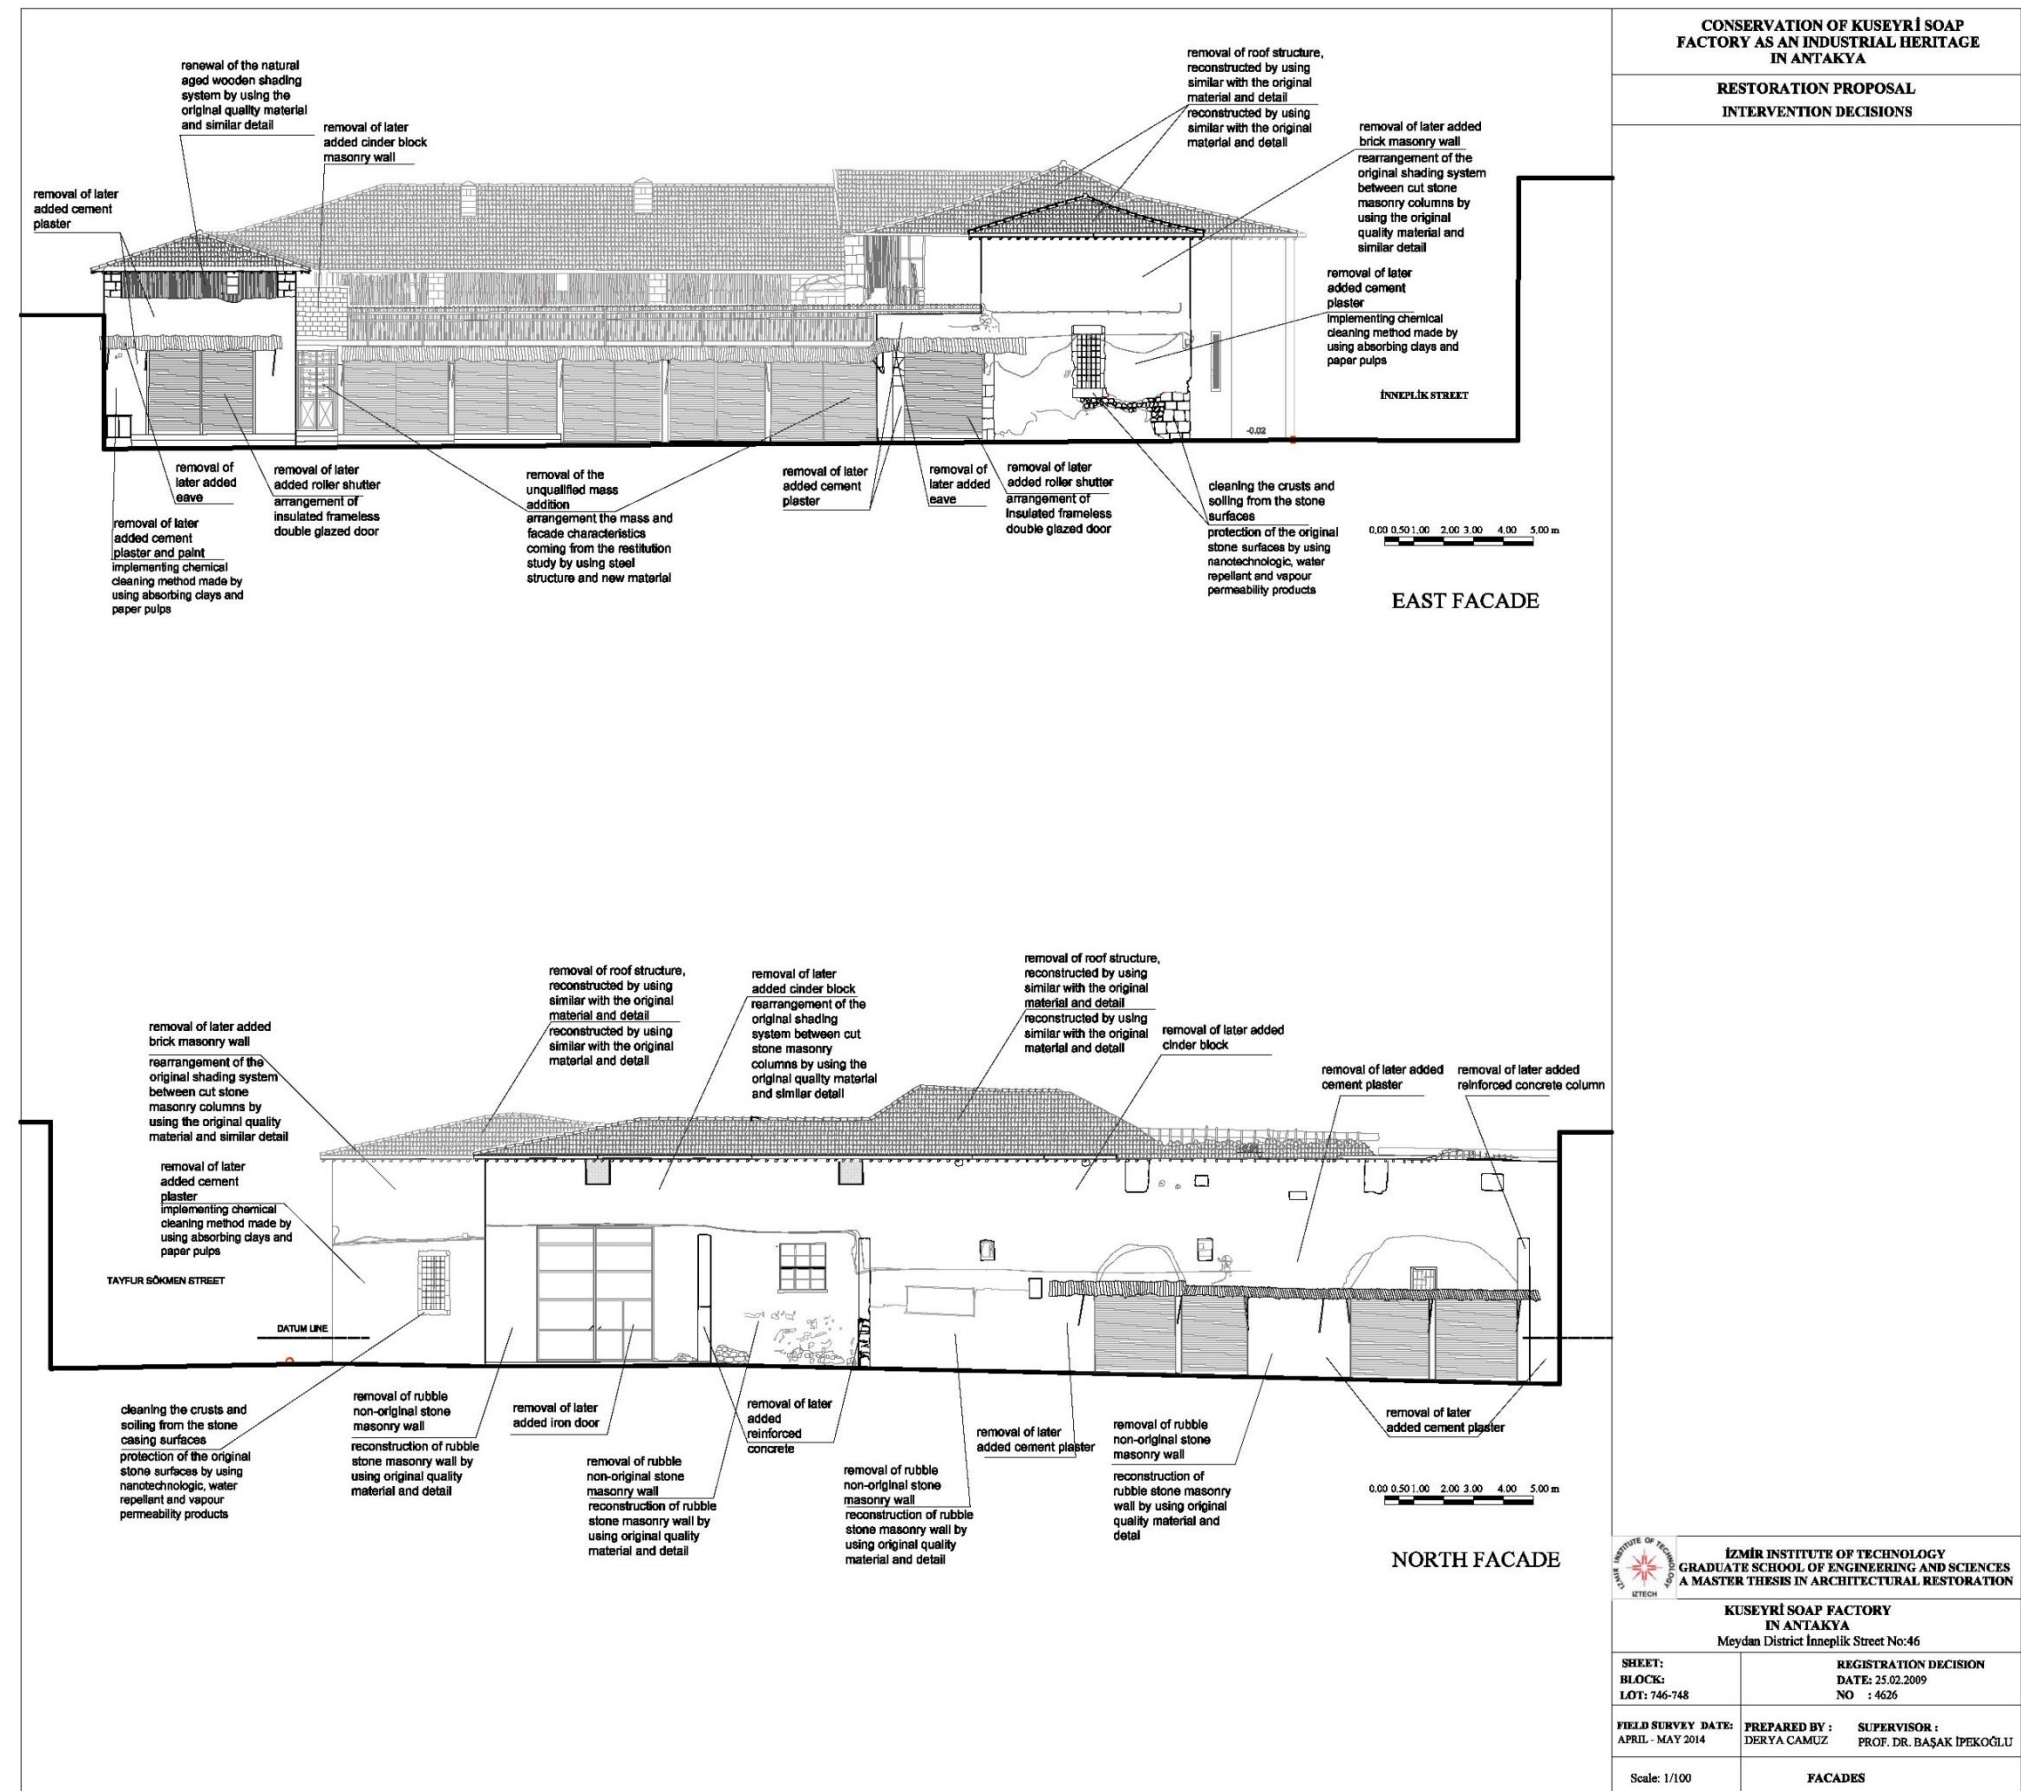 CONSERVATION OF KUSEYRİ SOAP
FACTORY AS AN INDUSTRIAL HERITAGE
IN ANTAKYA
RESTORATION PROPOSAL
INTERVENTION DECISIONS
renewal of the natural
aged wooden shading
system by using the
original quality material
and similar detail
removal of later
added cinder block
masonry wall
removal of later
added cement
plaster
removal of roof structure,
reconstructed by using
similar with the original
material and detail
reconstructed by using
similar with the original
material and detail
removal of later added
brick masonry wall
rearrangement of the
original shading system
between cut stone
masonry columns by
using the original
quality material and
similar detail
removal of later
added cement
plaster
implementing chemical
cleaning method made by
using absorbing clays and
paper pulps
İNNEPLİK STREET
-0.02
removal of
later added
eave
removal of later
added cement
plaster and paint
implementing chemical
cleaning method made by
using absorbing clays and
paper pulps
removal of later
added roller shutter
arrangement of
insulated frameless
double glazed door
removal of the
unqualified mass
addition
arrangement the mass and
facade characteristics
coming from the restitution
study by using steel
structure and new material
removal of later
added cement
plaster
removal of
later added
eave
removal of later
added roller shutter
arrangement of
insulated frameless
double glazed door
cleaning the crusts and
soiling from the stone
surfaces
protection of the original
stone surfaces by using
nanotechnologic, water
repellant and vapour
permeability products
0.00 0.50 1.00 2.00 3.00 4.00 5.00 m
EAST FACADE
removal of later added
brick masonry wall
rearrangement of the
original shading system
between cut stone
masonry columns by
using the original quality
material and similar detail
removal of later
added cement
plaster
implementing chemical
cleaning method made by
using absorbing clays and
paper pulps
TAYFUR SÖKMEN STREET
DATUM LINE
removal of roof structure,
reconstructed by using
similar with the original
material and detail
reconstructed by using
similar with the original
material and detail
removal of later
added cinder block
rearrangement of the
original shading
system between cut
stone masonry
columns by using the
original quality material
and similar detail
removal of roof structure,
reconstructed by using
similar with the original
material and detail
reconstructed by using
similar with the original
material and detail
removal of later added
cinder block
removal of later added
cement plaster
removal of later added
reinforced concrete column
cleaning the crusts and
soiling from the stone
casing surfaces
protection of the original
stone surfaces by using
nanotechnologic, water
repellant and vapour
permeability products
removal of rubble
non-original stone
masonry wall
reconstruction of rubble
stone masonry wall by
using original quality
material and detail
removal of later
added iron door
removal of rubble
non-original stone
masonry wall
reconstruction of rubble
stone masonry wall by
using original quality
material and detail
removal of later
added
reinforced
concrete
removal of rubble
non-original stone
masonry wall
reconstruction of rubble
stone masonry wall by
using original quality
material and detail
removal of later
added cement plaster
removal of rubble
non-original stone
masonry wall
reconstruction of
rubble stone masonry
wall by using original
quality material and
detal
removal of later
added cement plaster
0.00 0.50 1.00 2.00 3.00 4.00 5.00 m
NORTH FACADE
IZMIR INSTITUTE OF TECHNOLOGY
IZTECH
İZMİR INSTITUTE OF TECHNOLOGY
GRADUATE SCHOOL OF ENGINEERING AND SCIENCES
A MASTER THESIS IN ARCHITECTURAL RESTORATION
KUSEYRİ SOAP FACTORY
IN ANTAKYA
Meydan District İnneplik Street No:46
SHEET:
BLOCK:
LOT: 746-748
REGISTRATION DECISION
DATE: 25.02.2009
NO : 4626
FIELD SURVEY DATE:
APRIL - MAY 2014
PREPARED BY :
DERYA CAMUZ
SUPERVISOR :
PROF. DR. BAŞAK İPEKOĞLU
Scale: 1/100
FACADES